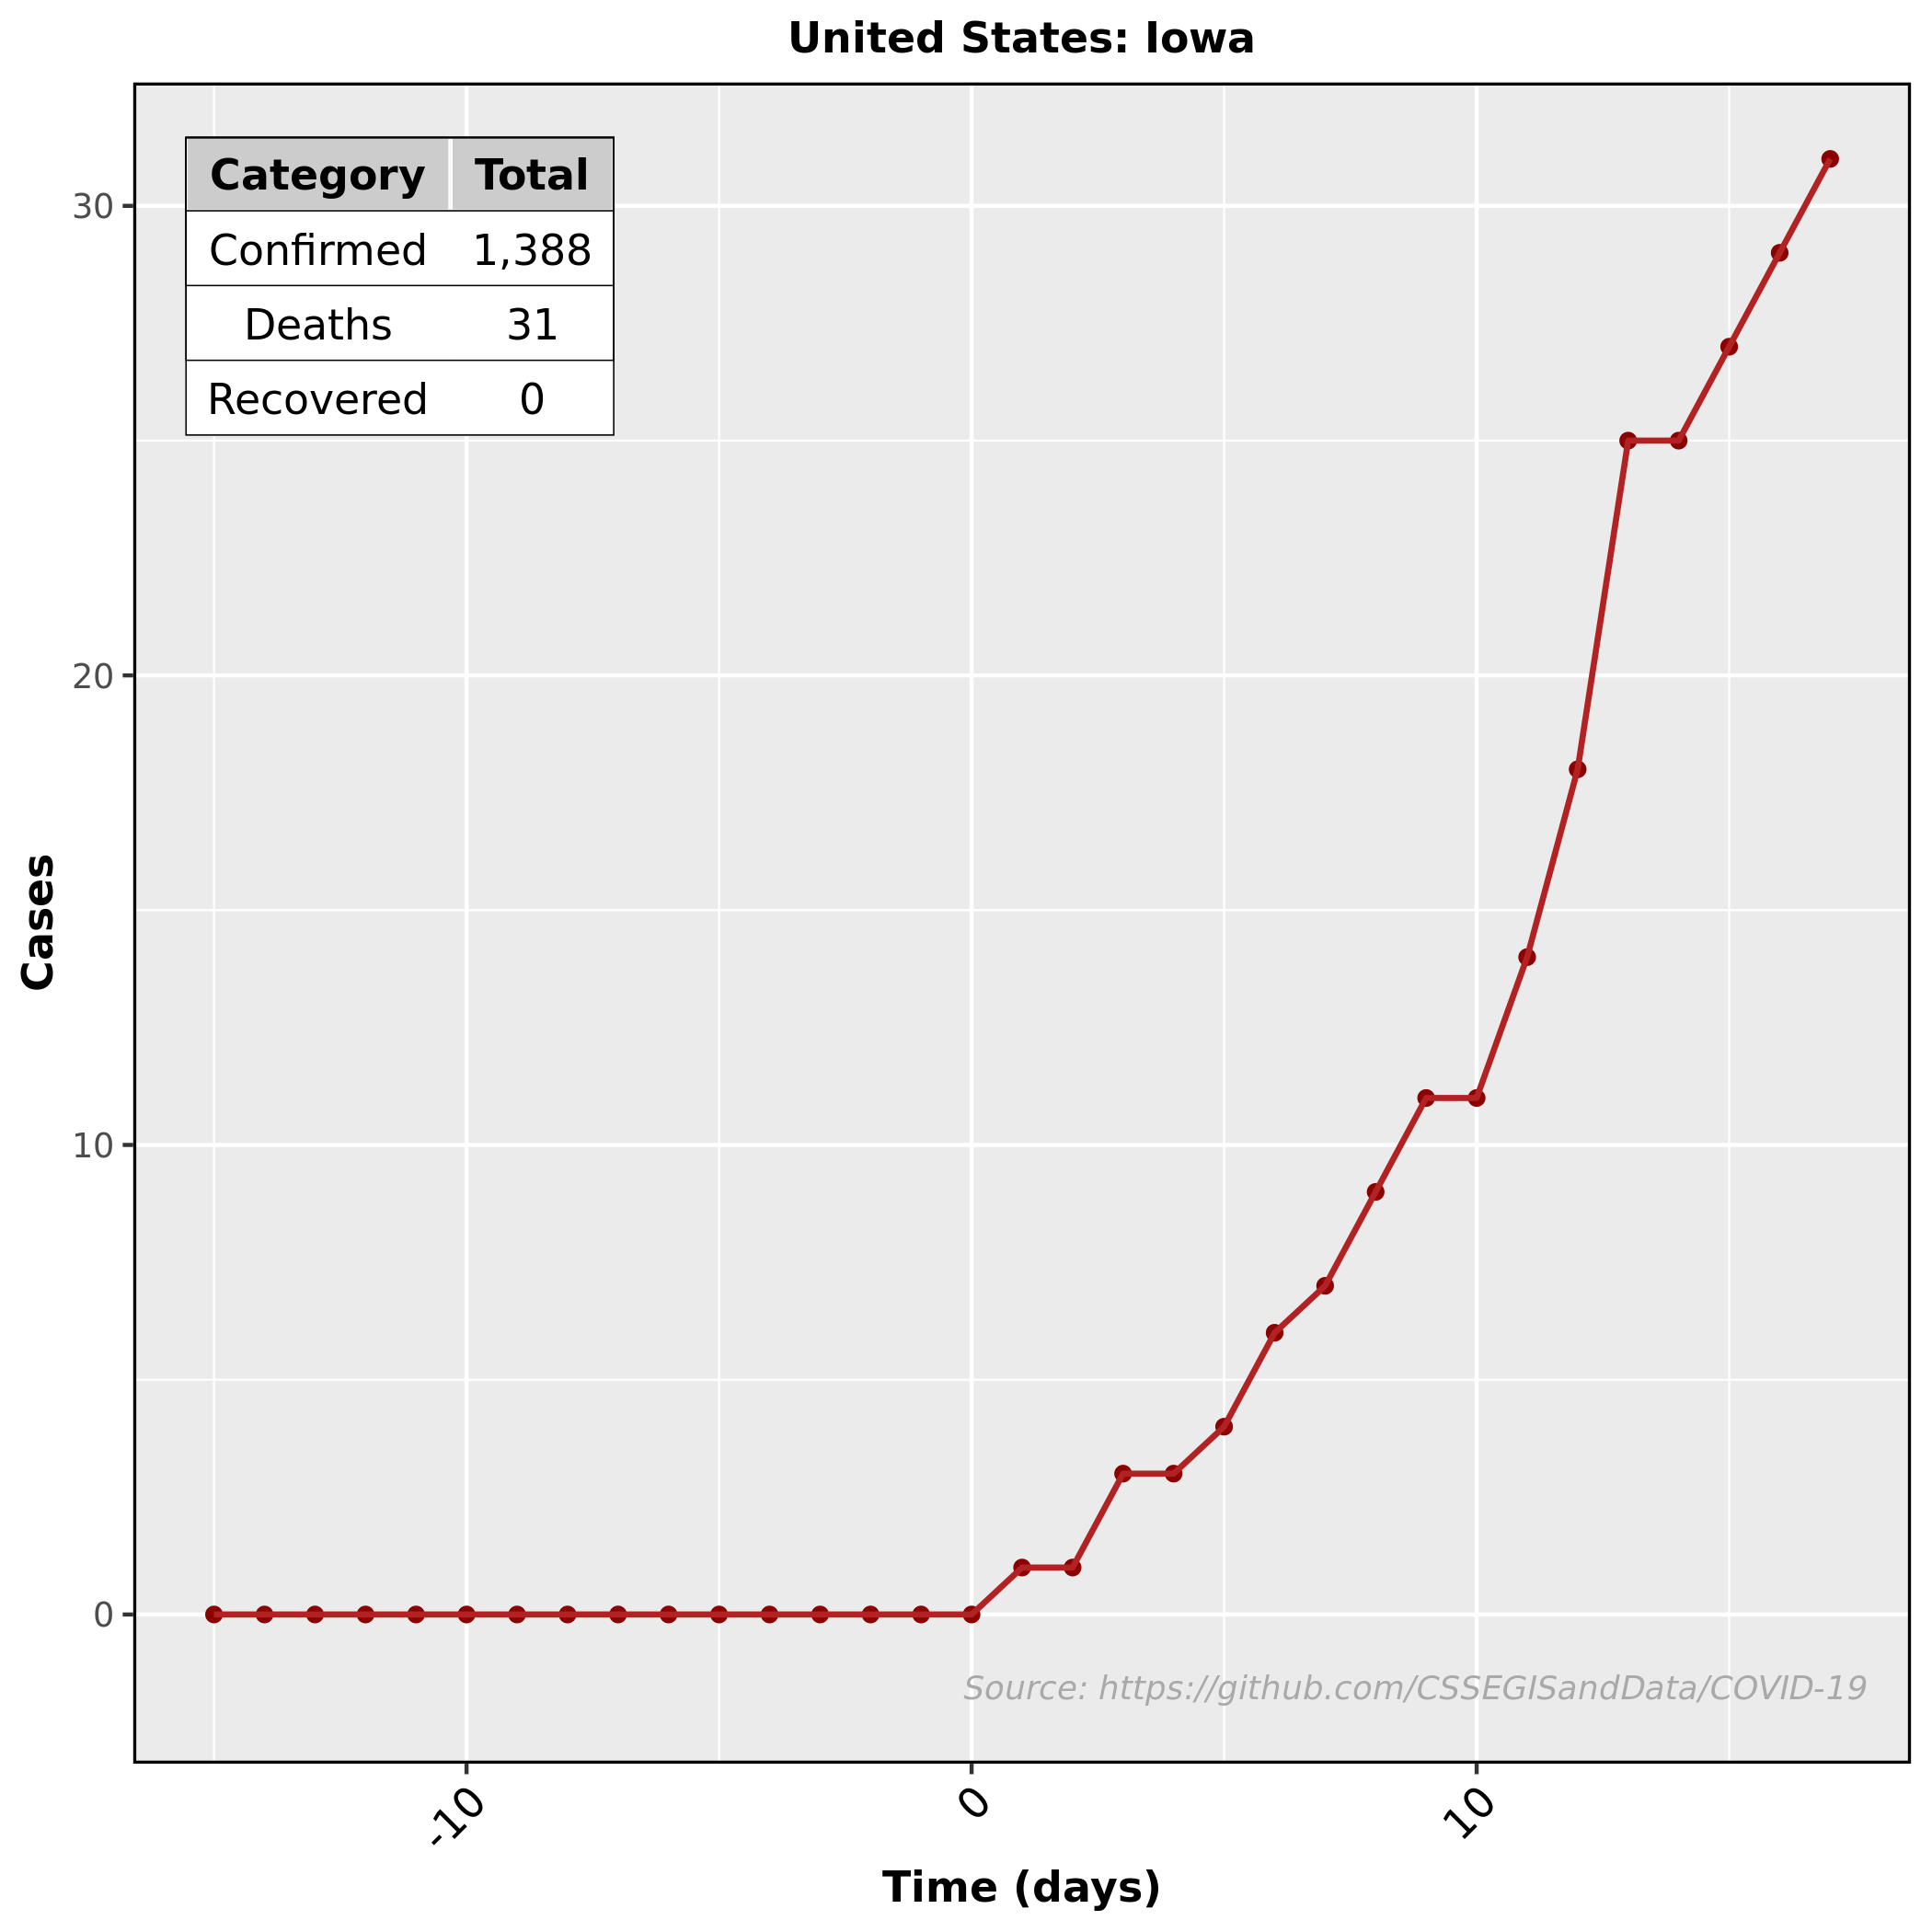 United States: Iowa
Category Total
Confirmed 1,388
Deaths 31
Recovered 0
30
20
10
0
Cases
Source: https://github.com/CSSEGISandData/COVID-19
-10 0 10
Time (days)